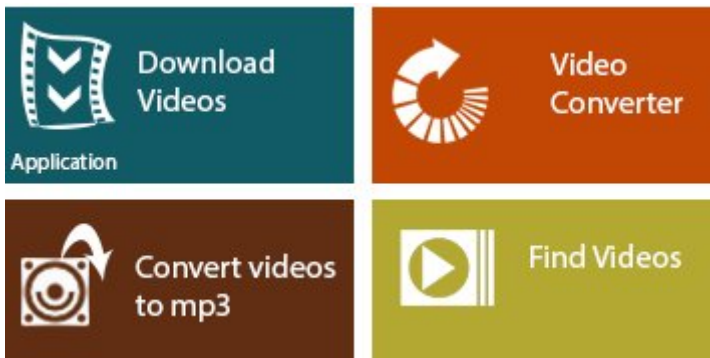 Download
Videos
Application
Video
Converter
Convert videos
to mp3
Find Videos